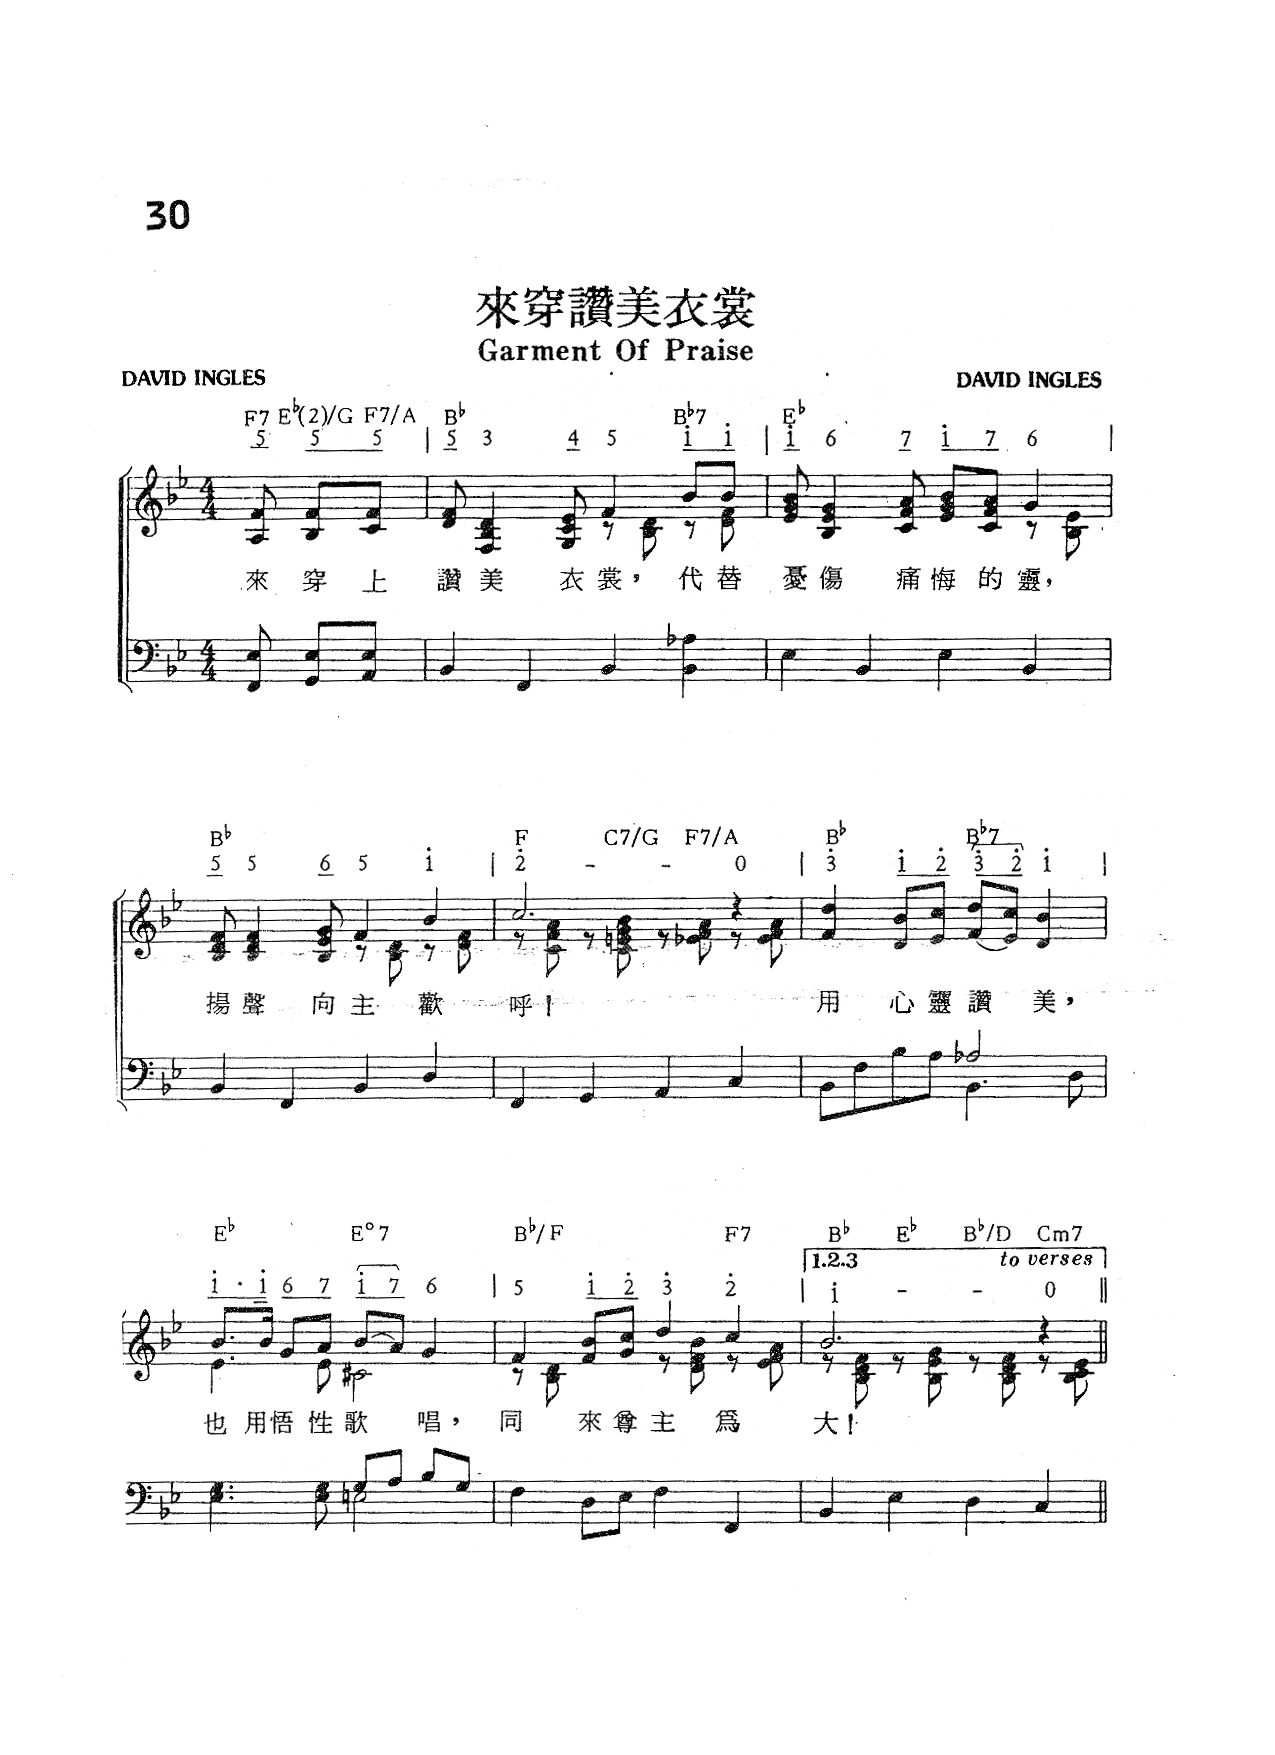 30
來穿讚美衣裳
Garment Of Praise
DAVID INGLES
DAVID INGLES
F7 E♭(2)/G F7/A B♭ B♭7 E♭
5 5 5 | 5 3 4 5 i i | i 6 7 i 7 6 |
來 穿 上 讚 美 衣 裳， 代 替 憂 傷 痛 悔 的 靈，
B♭ F C7/G F7/A B♭ B♭7
5 5 6 5 i | 2̇ - - 0 | 3̇ i 2̇ 3̇ 2̇ i |
揚 聲 向 主 歡 呼！ 用 心 靈 讚 美，
E♭ E°7 B♭/F F7 B♭ E♭ B♭/D Cm7
1.2.3 to verses
i · i 6 7 i 7 6 | 5 i 2̇ 3̇ 2̇ | i - - 0 ‖
也 用 悟 性 歌 唱， 同 來 尊 主 爲 大！